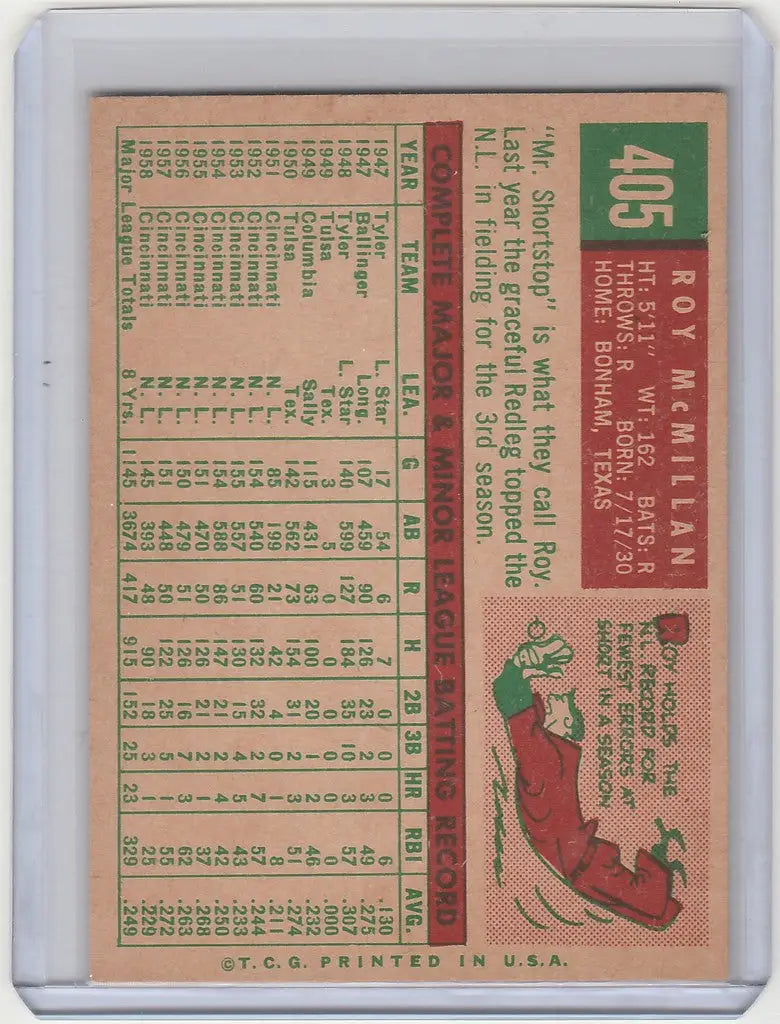 405
ROY McMILLAN
HT: 5'11" WT: 162 BATS: R
THROWS: R BORN: 7/17/30
HOME: BONHAM, TEXAS
"Mr. Shortstop" is what they call Roy.
Last year the graceful Redleg topped the
N.L. in fielding for the 3rd season.
ROY HOLDS THE
N.L. RECORD FOR
FEWEST ERRORS AT
SHORT IN A SEASON
COMPLETE MAJOR & MINOR LEAGUE BATTING RECORD
YEAR TEAM LEA G AB R H 2B 3B HR RBI AVG.
1947 Tyler L. Star 17 54 6 7 0 0 0 6 .130
1947 Ballinger Long. 107 459 90 126 23 2 3 49 .275
1948 Tyler L. Star 140 599 127 184 35 10 3 57 .307
1949 Tulsa Tex. 3 5 0 0 0 0 0 0 .000
1949 Columbia Sally 115 431 63 100 20 1 2 46 .232
1950 Tulsa Tex. 142 562 73 154 31 2 3 51 .274
1951 Cincinnati N. L. 85 199 21 42 4 0 1 8 .211
1952 Cincinnati N. L. 154 540 60 132 32 2 7 57 .244
1953 Cincinnati N. L. 155 557 51 130 15 4 5 43 .233
1954 Cincinnati N. L. 154 588 86 147 21 2 4 42 .250
1955 Cincinnati N. L. 151 470 50 126 21 2 1 37 .268
1956 Cincinnati N. L. 150 479 51 126 16 7 3 62 .263
1957 Cincinnati N. L. 151 448 50 122 25 5 1 55 .272
1958 Cincinnati N. L. 145 393 48 90 18 3 1 25 .229
Major League Totals 8 Yrs. 1145 3674 417 915 152 25 23 329 .249
©T.C.G. PRINTED IN U.S.A.